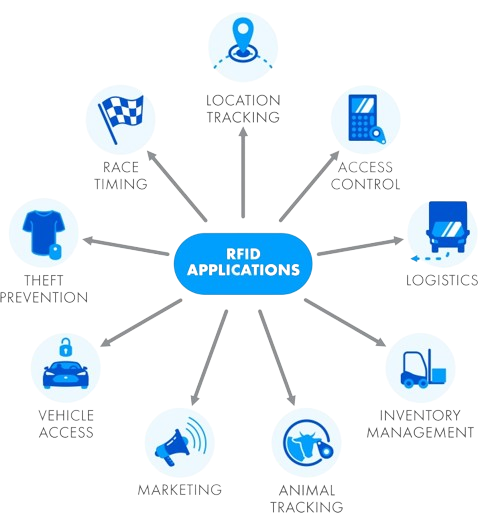 LOCATION
TRACKING
RACE
TIMING
ACCESS
CONTROL
THEFT
PREVENTION
RFID
APPLICATIONS
LOGISTICS
VEHICLE
ACCESS
INVENTORY
MANAGEMENT
MARKETING
ANIMAL
TRACKING